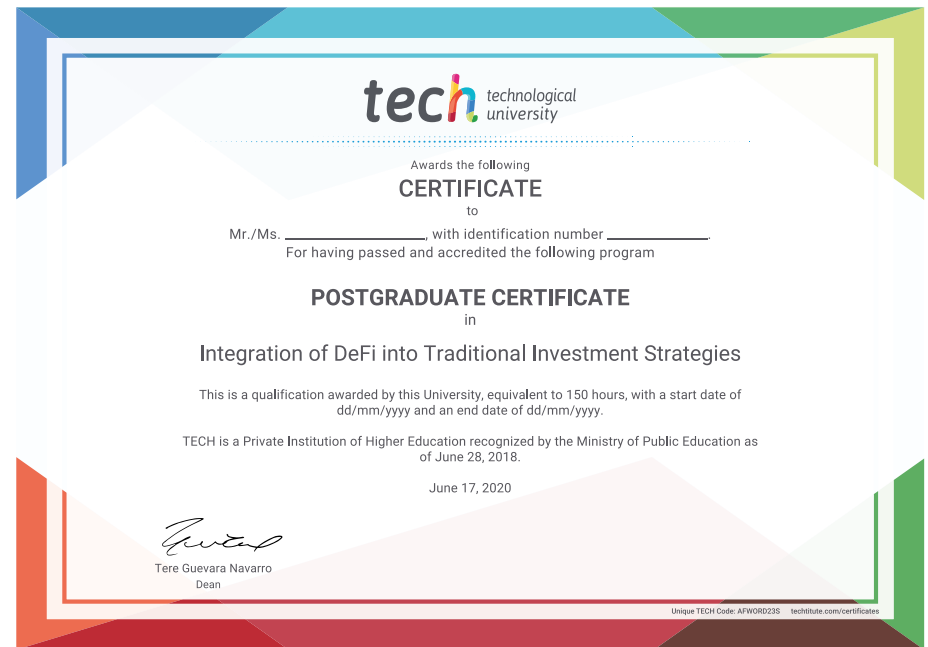 tech technological
university
Awards the following
CERTIFICATE
to
Mr./Ms. ____________________, with identification number ______________.
For having passed and accredited the following program
POSTGRADUATE CERTIFICATE
in
Integration of DeFi into Traditional Investment Strategies
This is a qualification awarded by this University, equivalent to 150 hours, with a start date of
dd/mm/yyyy and an end date of dd/mm/yyyy.
TECH is a Private Institution of Higher Education recognized by the Ministry of Public Education as
of June 28, 2018.
June 17, 2020
Tere Guevara Navarro
Dean
Unique TECH Code: AFWORD23S techtitute.com/certificates